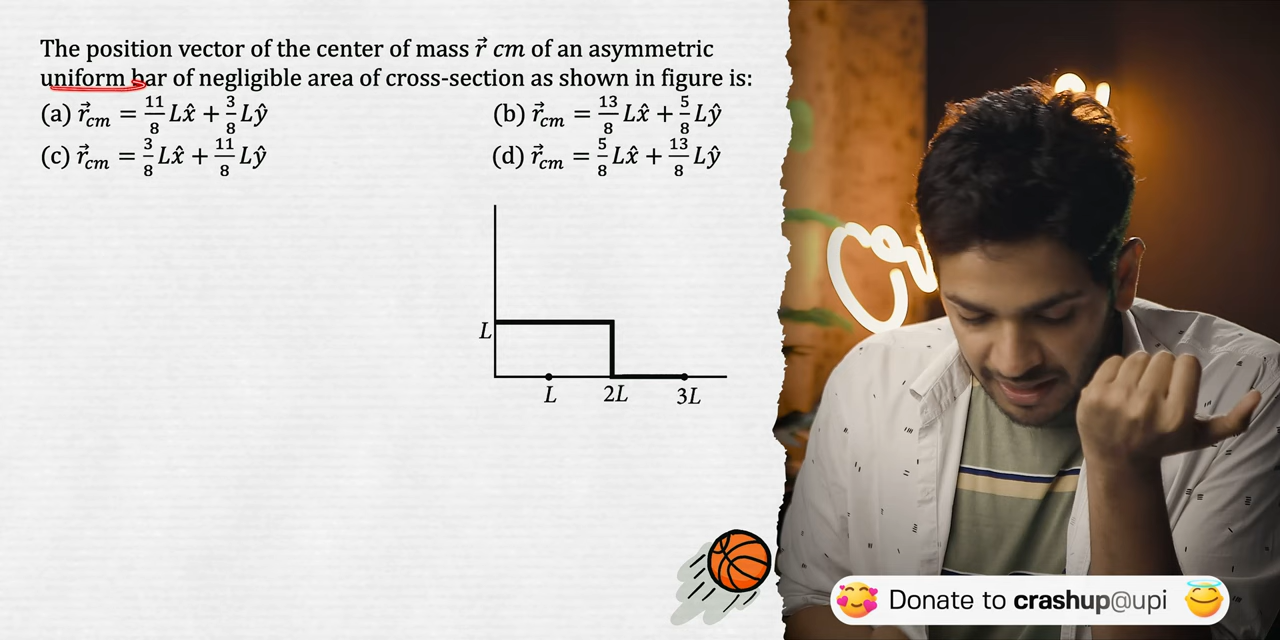 The position vector of the center of mass r⃗ cm of an asymmetric
uniform bar of negligible area of cross-section as shown in figure is:
(a) r⃗cm = 11/8 Lx̂ + 3/8 Lŷ
(b) r⃗cm = 13/8 Lx̂ + 5/8 Lŷ
(c) r⃗cm = 3/8 Lx̂ + 11/8 Lŷ
(d) r⃗cm = 5/8 Lx̂ + 13/8 Lŷ
L
L 2L 3L
Donate to crashup@upi